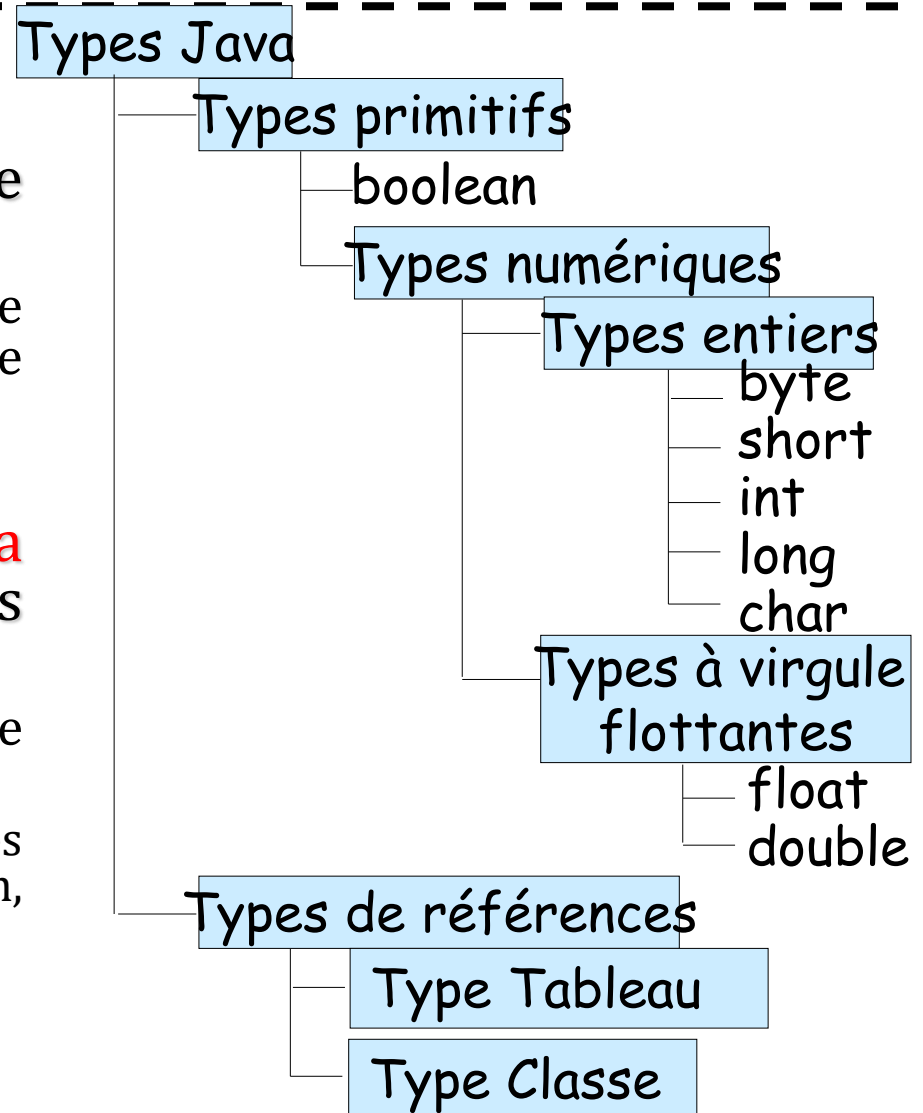 Types Java
Types primitifs
e
boolean
Types numériques
e
Types entiers
e
byte
short
int
a
long
s
char
Types à virgule
flottantes
e
float
s
double
n,
Types de références
Type Tableau
Type Classe